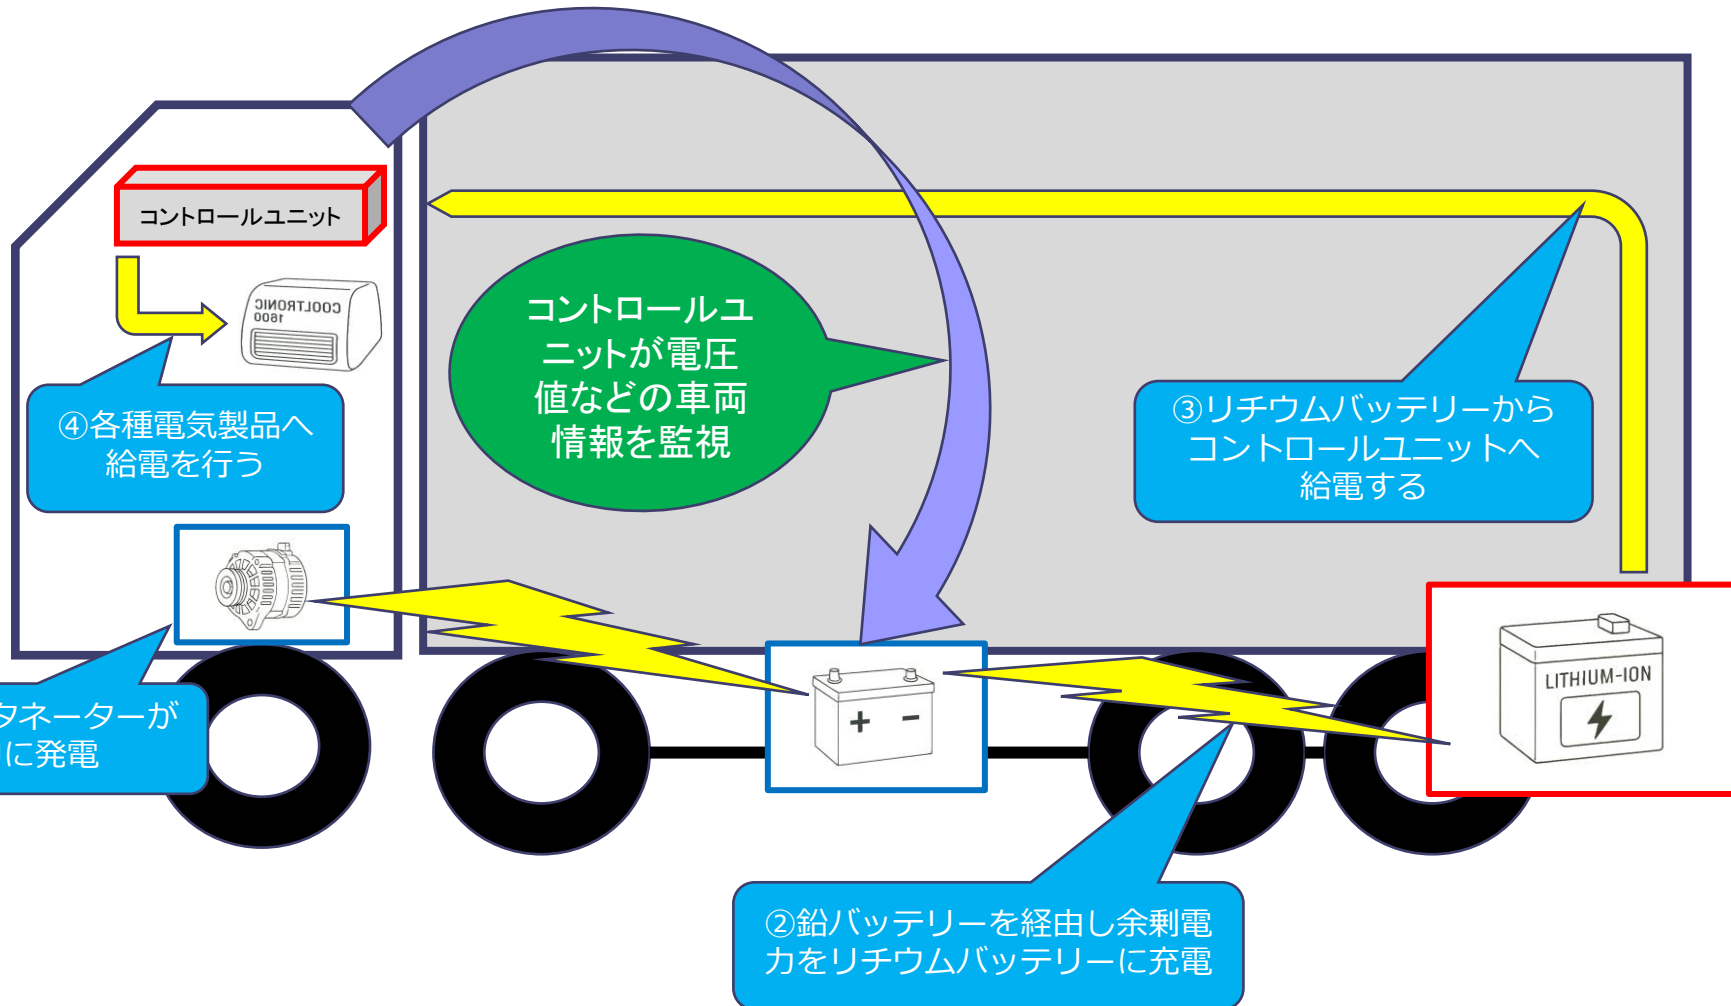 コントロールユニット
COOLTRONIC
1800
④各種電気製品へ
給電を行う
コントロールユ
ニットが電圧
値などの車両
情報を監視
③リチウムバッテリーから
コントロールユニットへ
給電する
タネーターが
に発電
+ −
LITHIUM-ION
②鉛バッテリーを経由し余剰電
力をリチウムバッテリーに充電